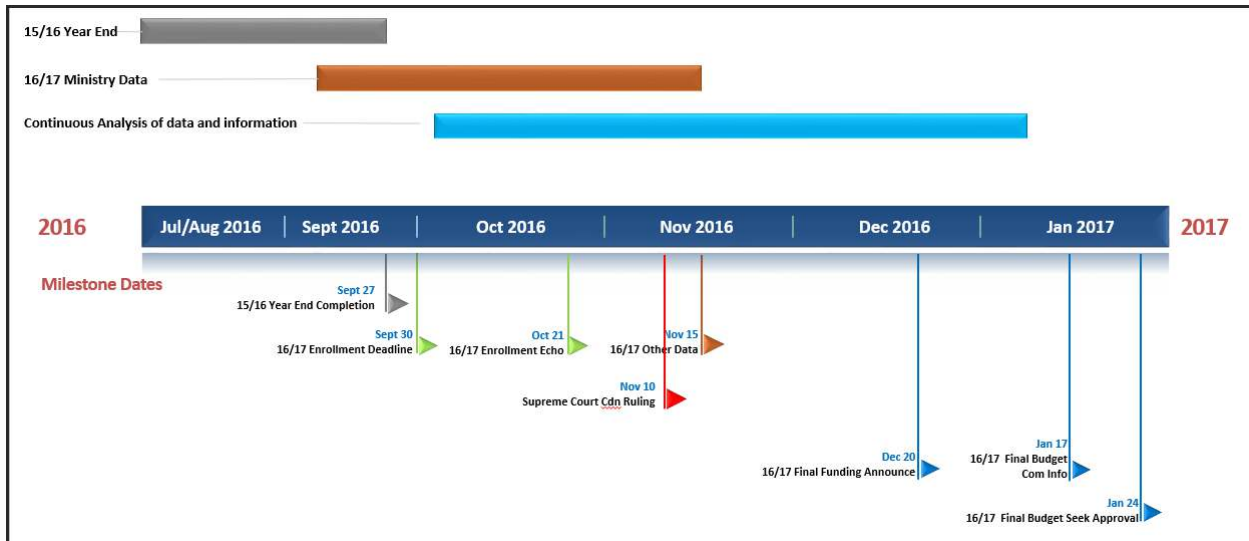 15/16 Year End
16/17 Ministry Data
Continuous Analysis of data and information
2016
Jul/Aug 2016
Sept 2016
Oct 2016
Nov 2016
Dec 2016
Jan 2017
2017
Milestone Dates
Sept 27
15/16 Year End Completion
Sept 30
16/17 Enrollment Deadline
Oct 21
16/17 Enrollment Echo
Nov 15
16/17 Other Data
Nov 10
Supreme Court Cdn Ruling
Dec 20
16/17 Final Funding Announce
Jan 17
16/17 Final Budget
Com Info
Jan 24
16/17 Final Budget Seek Approval